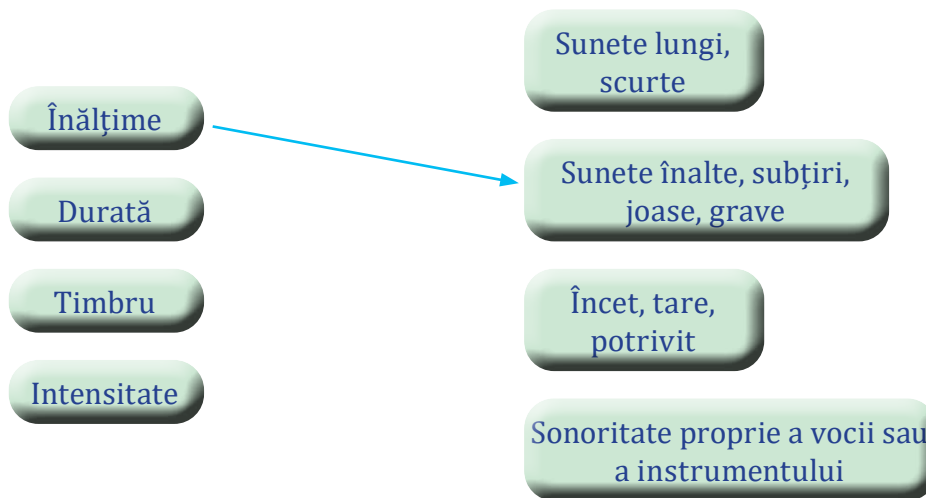 Înălțime
Durată
Timbru
Intensitate
Sunete lungi,
scurte
Sunete înalte, subțiri,
joase, grave
Încet, tare,
potrivit
Sonoritate proprie a vocii sau
a instrumentului